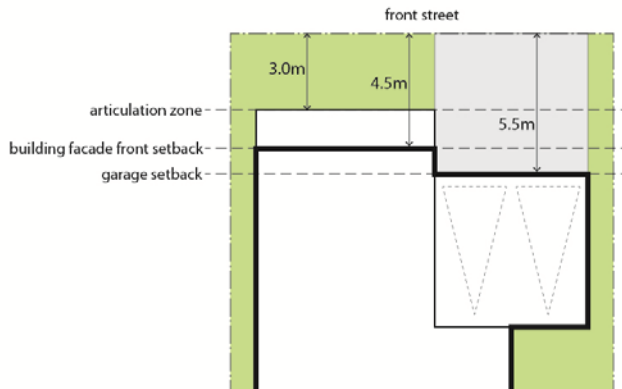 front street
3.0m
4.5m
articulation zone
5.5m
building facade front setback
garage setback